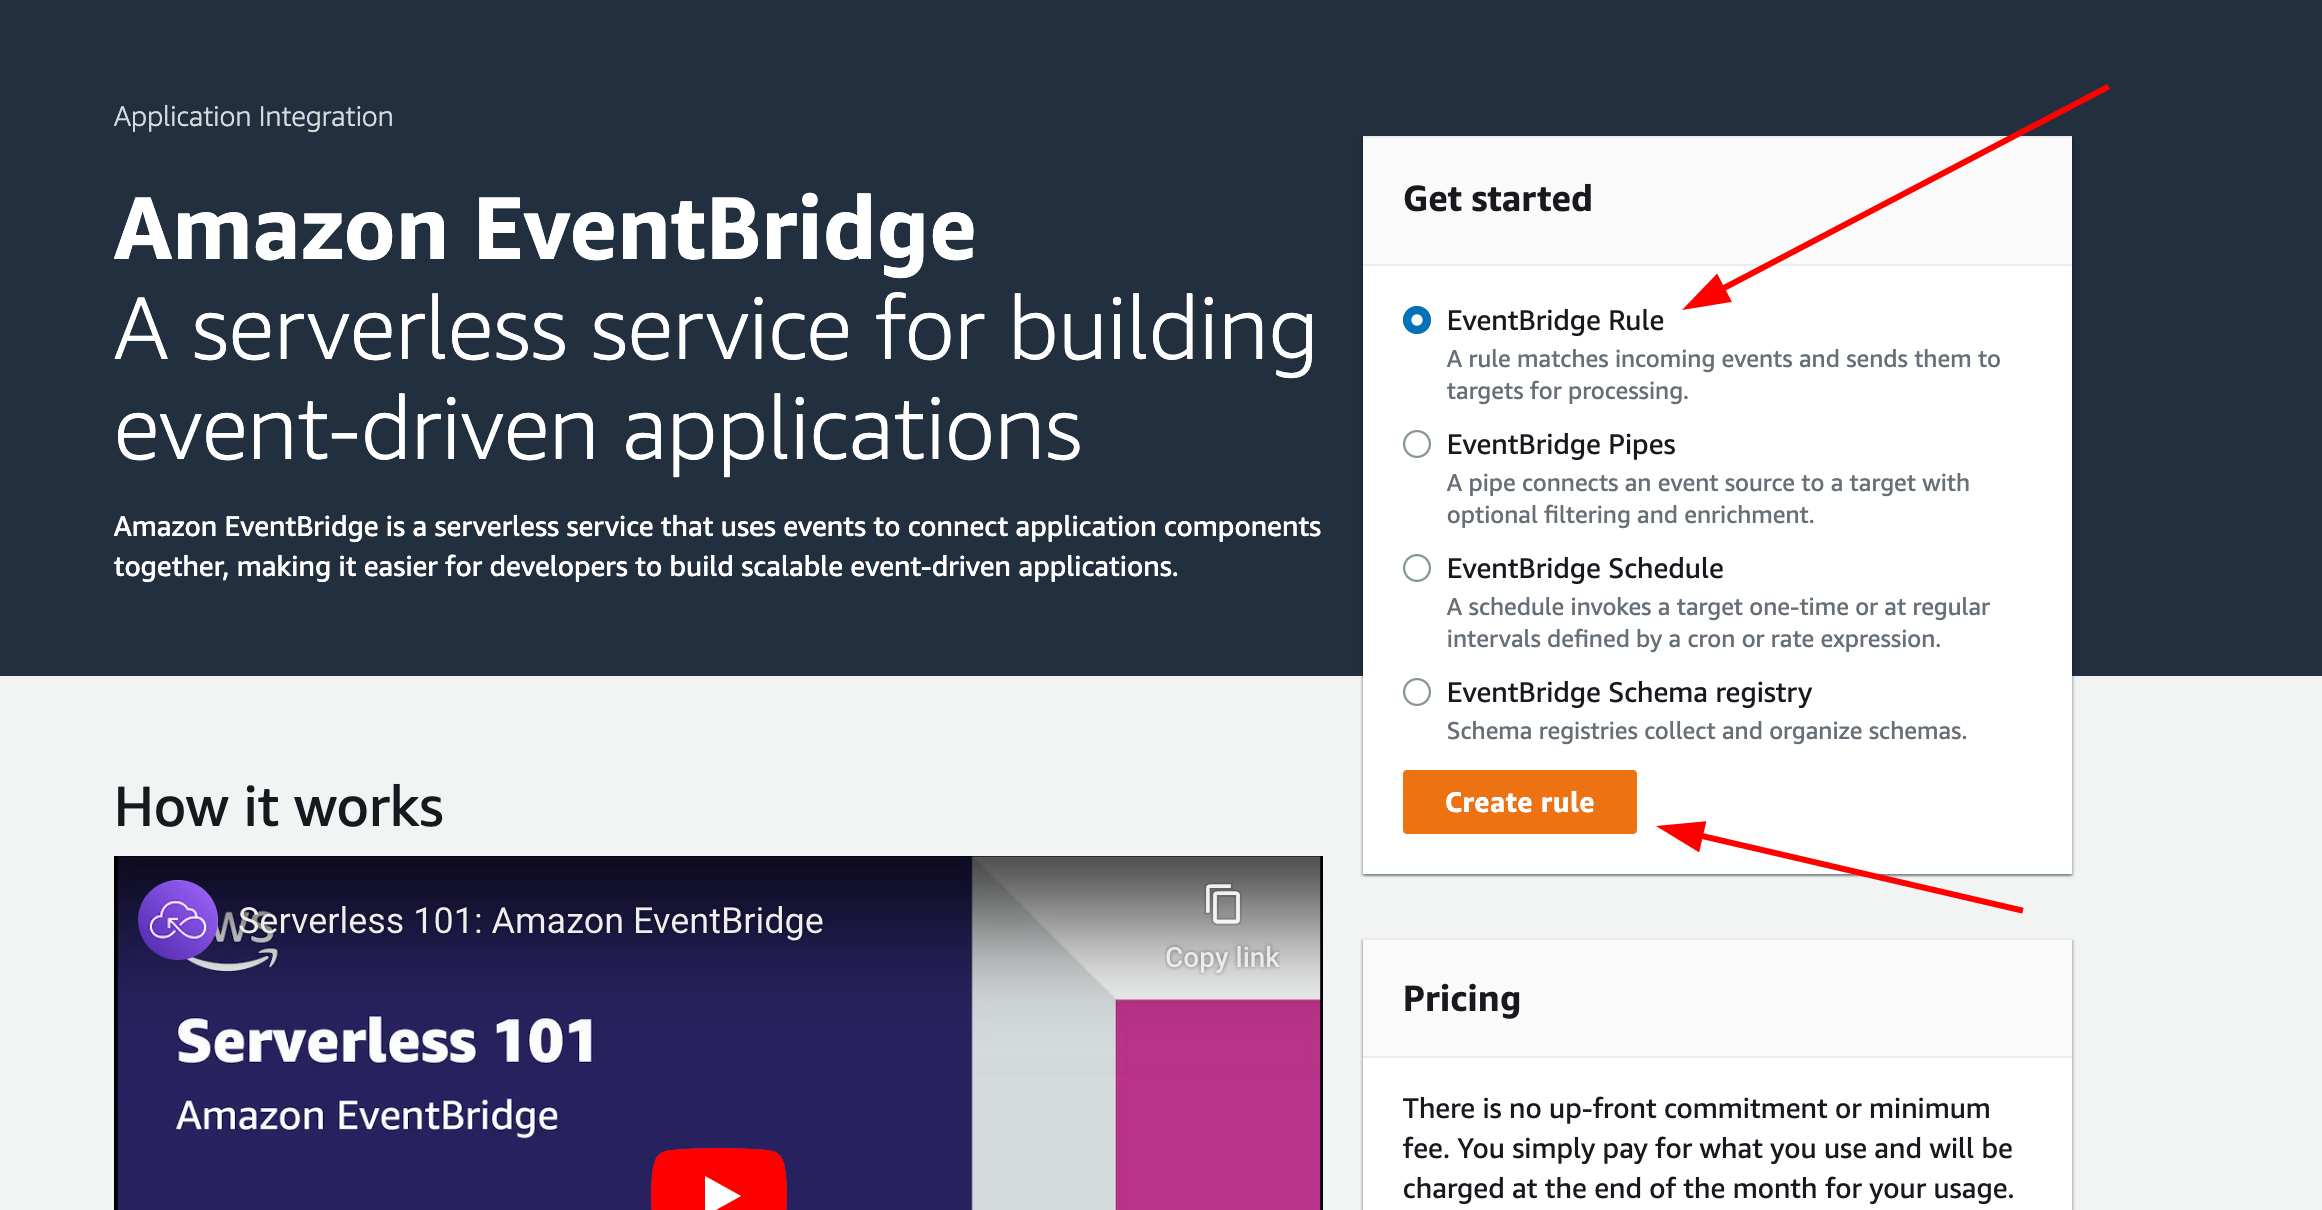 Application Integration
Amazon EventBridge
A serverless service for building
event-driven applications
Amazon EventBridge is a serverless service that uses events to connect application components
together, making it easier for developers to build scalable event-driven applications.
Get started
EventBridge Rule
A rule matches incoming events and sends them to
targets for processing.
EventBridge Pipes
A pipe connects an event source to a target with
optional filtering and enrichment.
EventBridge Schedule
A schedule invokes a target one-time or at regular
intervals defined by a cron or rate expression.
EventBridge Schema registry
Schema registries collect and organize schemas.
Create rule
How it works
aws
Serverless 101: Amazon EventBridge
Copy link
Serverless 101
Amazon EventBridge
Pricing
There is no up-front commitment or minimum
fee. You simply pay for what you use and will be
charged at the end of the month for your usage.